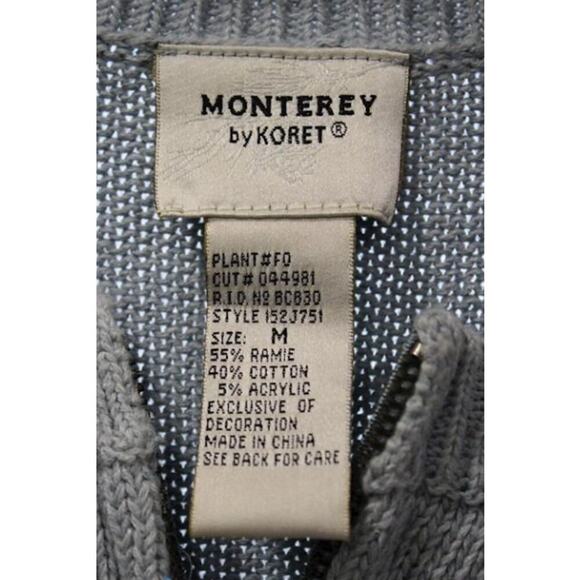 MONTEREY
by KORET®
PLANT#FO
CUT# 044981
R.I.D. Nº BC830
STYLE 152J751
SIZE: M
55% RAMIE
40% COTTON
5% ACRYLIC
EXCLUSIVE OF
DECORATION
MADE IN CHINA
SEE BACK FOR CARE